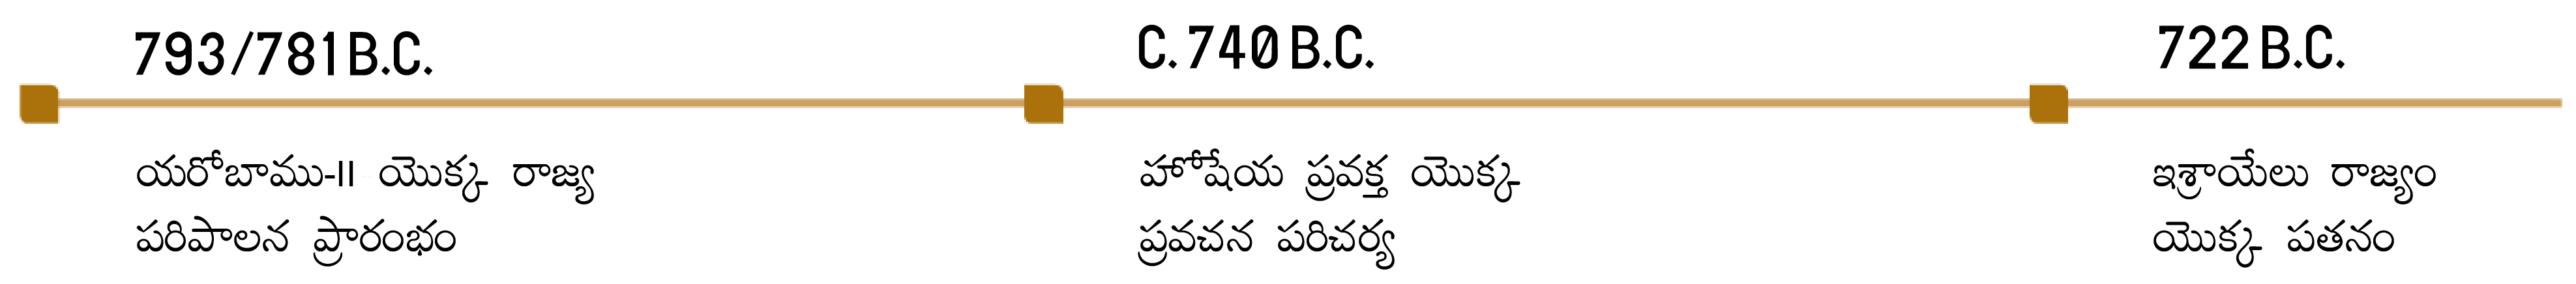 793/781 B.C.
యరోబాము-II యొక్క రాజ్య
పరిపాలన ప్రారంభం
C. 740 B.C.
హోషేయ ప్రవక్త యొక్క
ప్రవచన పరిచర్య
722 B.C.
ఇశ్రాయేలు రాజ్యం
యొక్క పతనం